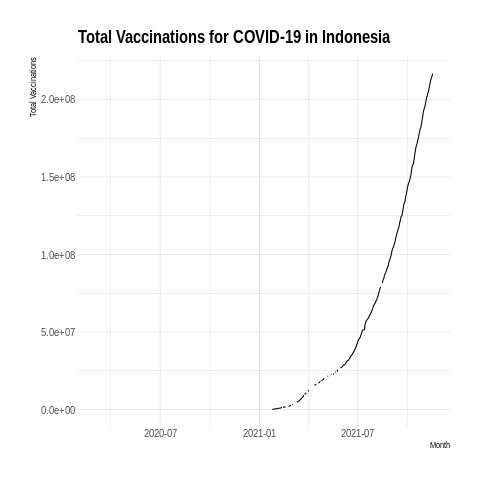 Total Vaccinations for COVID-19 in Indonesia
Total Vaccinations
2.0e+08
1.5e+08
1.0e+08
5.0e+07
0.0e+00
2020-07 2021-01 2021-07
Month